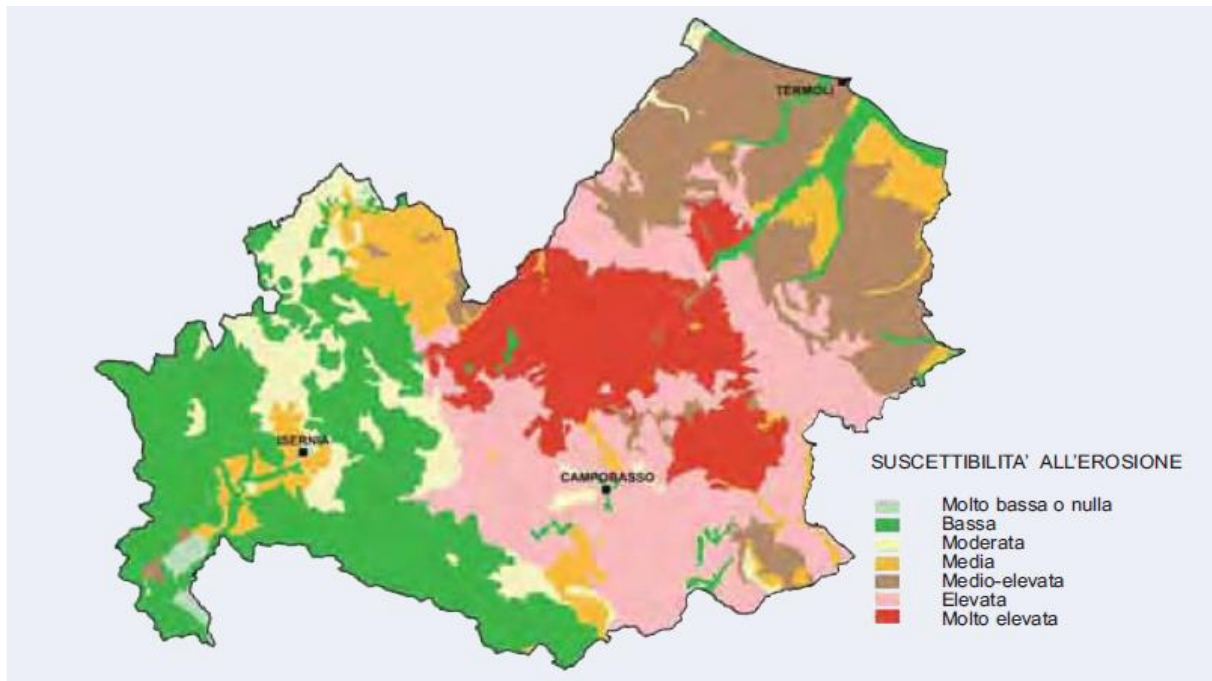 TERMOLI
ISERNIA
CAMPOBASSO
SUSCETTIBILITA' ALL'EROSIONE
Molto bassa o nulla
Bassa
Moderata
Media
Medio-elevata
Elevata
Molto elevata